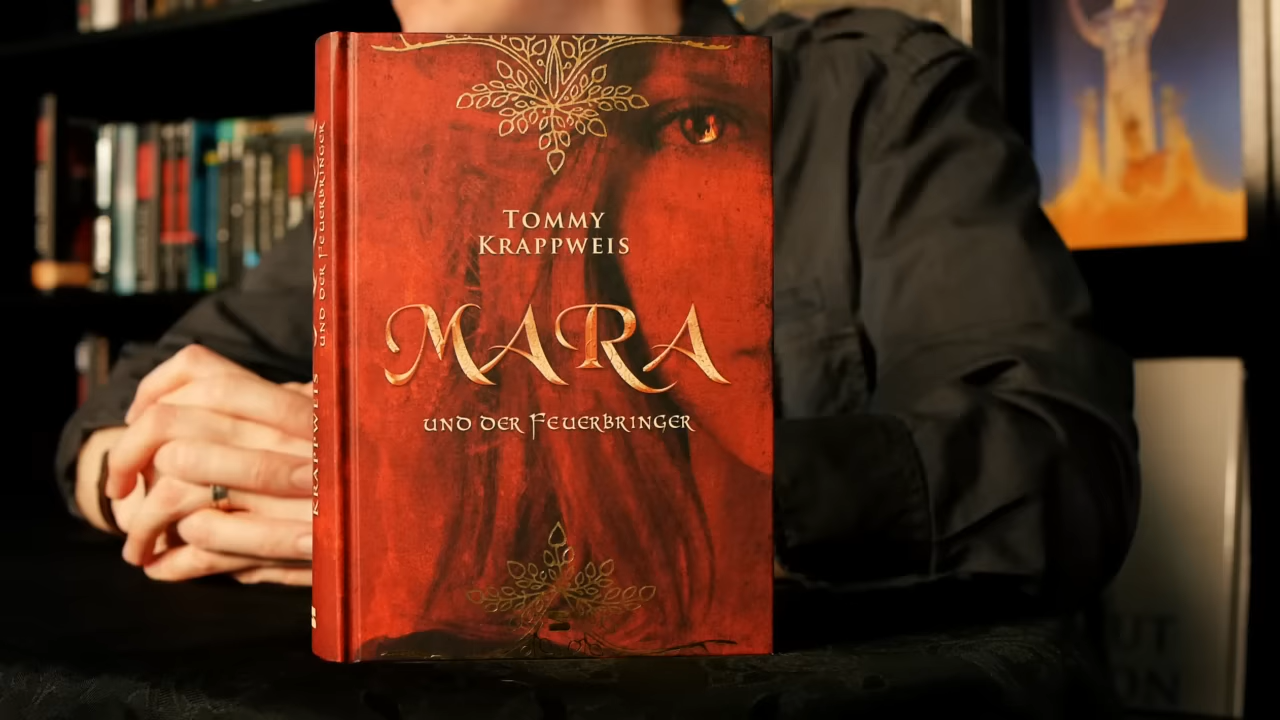 Tommy
Krappweis
Mara
und der Feuerbringer
Krappweis
und der Feuerbringer